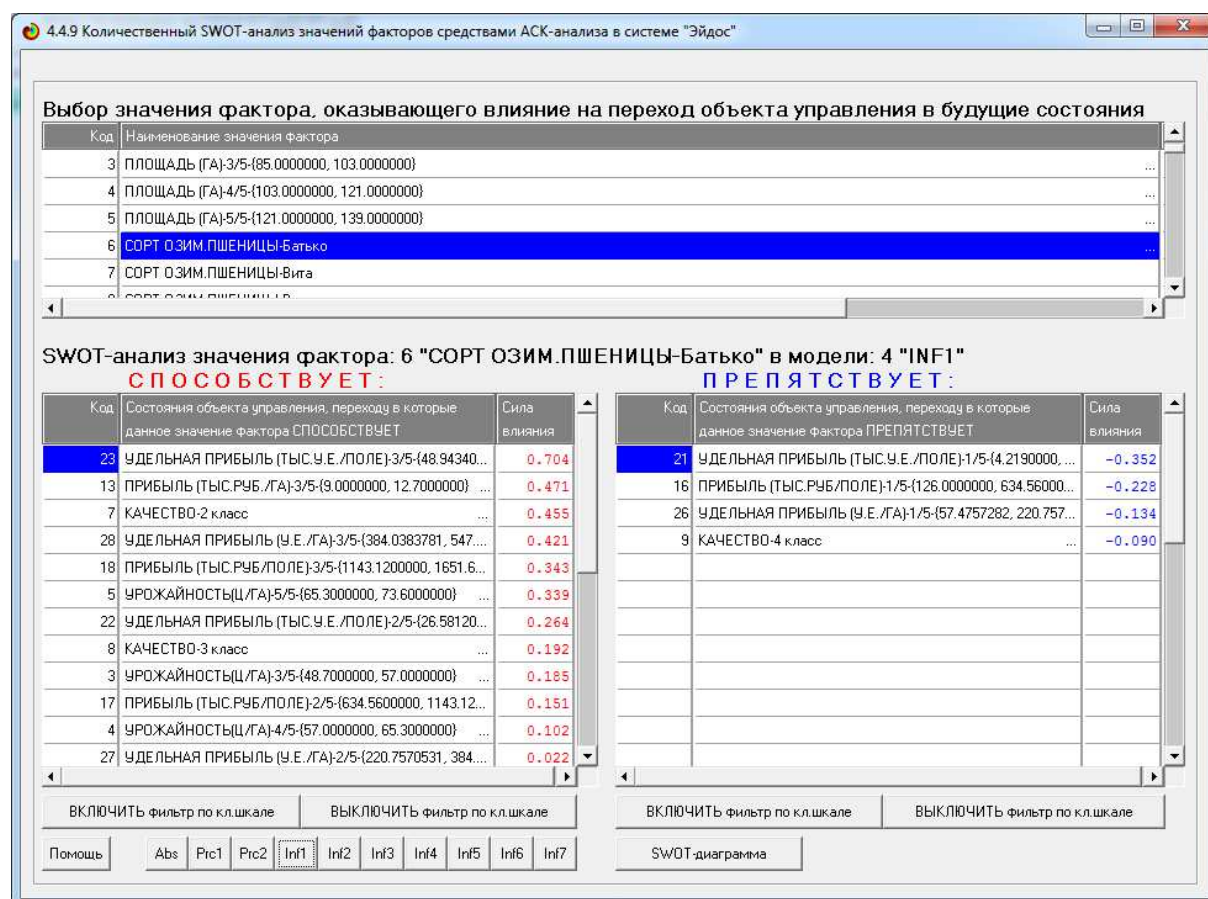 4.4.9 Количественный SWOT-анализ значений факторов средствами АСК-анализа в системе "Эйдос"
Выбор значения фактора, оказывающего влияние на переход объекта управления в будущие состояния
Код Наименование значения фактора
3 ПЛОЩАДЬ (ГА)-3/5-{85.0000000, 103.0000000} ...
4 ПЛОЩАДЬ (ГА)-4/5-{103.0000000, 121.0000000} ...
5 ПЛОЩАДЬ (ГА)-5/5-{121.0000000, 139.0000000} ...
6 СОРТ ОЗИМ.ПШЕНИЦЫ-Батько ...
7 СОРТ ОЗИМ.ПШЕНИЦЫ-Вита
SWOT-анализ значения фактора: 6 "СОРТ ОЗИМ.ПШЕНИЦЫ-Батько" в модели: 4 "INF1"
СПОСОБСТВУЕТ: ПРЕПЯТСТВУЕТ:
Код Состояния объекта управления, переходу в которые Сила
данное значение фактора СПОСОБСТВУЕТ влияния
23 УДЕЛЬНАЯ ПРИБЫЛЬ (ТЫС.У.Е./ПОЛЕ)-3/5-{48.94340... 0.704
13 ПРИБЫЛЬ (ТЫС.РУБ./ГА)-3/5-{9.0000000, 12.7000000} ... 0.471
7 КАЧЕСТВО-2 класс ... 0.455
28 УДЕЛЬНАЯ ПРИБЫЛЬ (У.Е./ГА)-3/5-{384.0383781, 547.... 0.421
18 ПРИБЫЛЬ (ТЫС.РУБ/ПОЛЕ)-3/5-{1143.1200000, 1651.6... 0.343
5 УРОЖАЙНОСТЬ(Ц/ГА)-5/5-{65.3000000, 73.6000000} ... 0.339
22 УДЕЛЬНАЯ ПРИБЫЛЬ (ТЫС.У.Е./ПОЛЕ)-2/5-{26.58120... 0.264
8 КАЧЕСТВО-3 класс ... 0.192
3 УРОЖАЙНОСТЬ(Ц/ГА)-3/5-{48.7000000, 57.0000000} ... 0.185
17 ПРИБЫЛЬ (ТЫС.РУБ/ПОЛЕ)-2/5-{634.5600000, 1143.12... 0.151
4 УРОЖАЙНОСТЬ(Ц/ГА)-4/5-{57.0000000, 65.3000000} ... 0.102
27 УДЕЛЬНАЯ ПРИБЫЛЬ (У.Е./ГА)-2/5-{220.7570531, 384.... 0.022
Код Состояния объекта управления, переходу в которые Сила
данное значение фактора ПРЕПЯТСТВУЕТ влияния
21 УДЕЛЬНАЯ ПРИБЫЛЬ (ТЫС.У.Е./ПОЛЕ)-1/5-{4.2190000, ... -0.352
16 ПРИБЫЛЬ (ТЫС.РУБ/ПОЛЕ)-1/5-{126.0000000, 634.56000... -0.228
26 УДЕЛЬНАЯ ПРИБЫЛЬ (У.Е./ГА)-1/5-{57.4757282, 220.757... -0.134
9 КАЧЕСТВО-4 класс ... -0.090
ВКЛЮЧИТЬ фильтр по кл.шкале ВЫКЛЮЧИТЬ фильтр по кл.шкале ВКЛЮЧИТЬ фильтр по кл.шкале ВЫКЛЮЧИТЬ фильтр по кл.шкале
Помощь Abs Prc1 Prc2 Inf1 Inf2 Inf3 Inf4 Inf5 Inf6 Inf7 SWOT-диаграмма